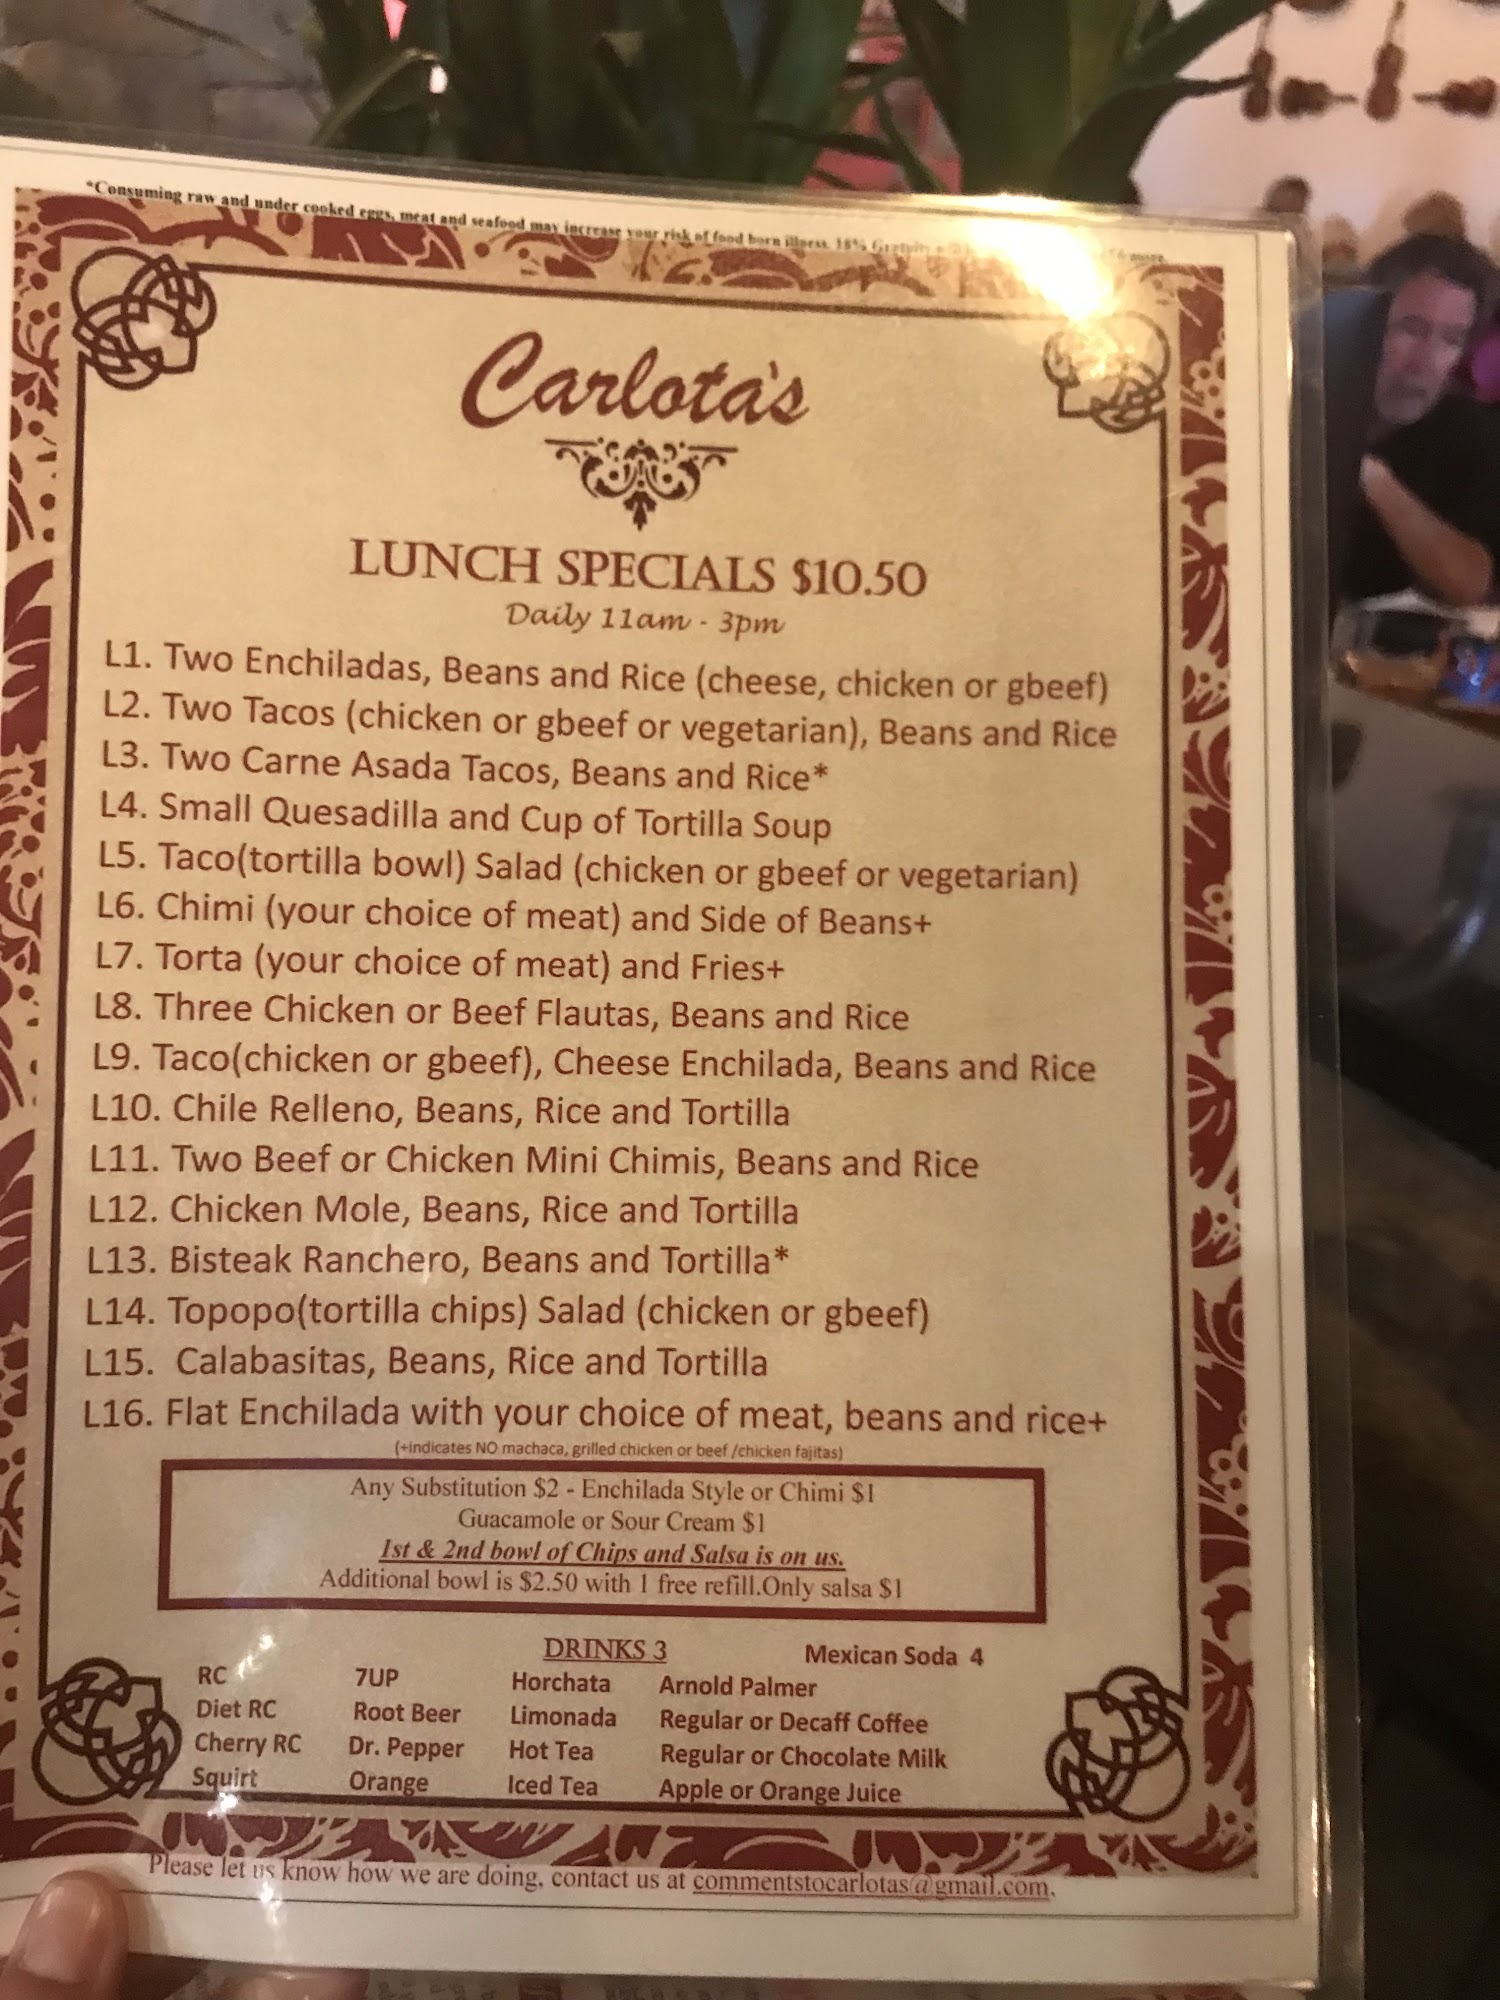 *Consuming raw and under cooked eggs, meat and seafood may increase your risk of food born illness. 18% Gratuity more.
Carlota's
LUNCH SPECIALS $10.50
Daily 11am - 3pm
L1. Two Enchiladas, Beans and Rice (cheese, chicken or gbeef)
L2. Two Tacos (chicken or gbeef or vegetarian), Beans and Rice
L3. Two Carne Asada Tacos, Beans and Rice*
L4. Small Quesadilla and Cup of Tortilla Soup
L5. Taco(tortilla bowl) Salad (chicken or gbeef or vegetarian)
L6. Chimi (your choice of meat) and Side of Beans+
L7. Torta (your choice of meat) and Fries+
L8. Three Chicken or Beef Flautas, Beans and Rice
L9. Taco(chicken or gbeef), Cheese Enchilada, Beans and Rice
L10. Chile Relleno, Beans, Rice and Tortilla
L11. Two Beef or Chicken Mini Chimis, Beans and Rice
L12. Chicken Mole, Beans, Rice and Tortilla
L13. Bisteak Ranchero, Beans and Tortilla*
L14. Topopo(tortilla chips) Salad (chicken or gbeef)
L15. Calabasitas, Beans, Rice and Tortilla
L16. Flat Enchilada with your choice of meat, beans and rice+
(+indicates NO machaca, grilled chicken or beef /chicken fajitas)
Any Substitution $2 - Enchilada Style or Chimi $1
Guacamole or Sour Cream $1
1st & 2nd bowl of Chips and Salsa is on us.
Additional bowl is $2.50 with 1 free refill.Only salsa $1
DRINKS 3 Mexican Soda 4
RC 7UP Horchata Arnold Palmer
Diet RC Root Beer Limonada Regular or Decaff Coffee
Cherry RC Dr. Pepper Hot Tea Regular or Chocolate Milk
Squirt Orange Iced Tea Apple or Orange Juice
Please let us know how we are doing, contact us at commentstocarlotas@gmail.com.